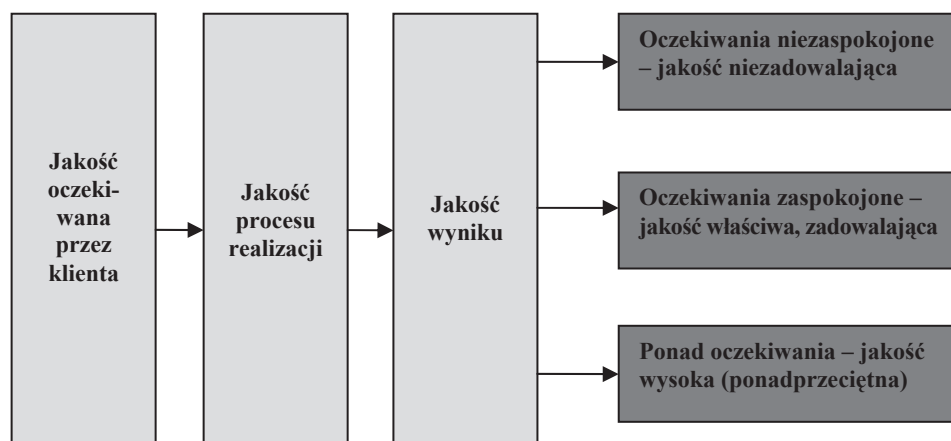 Jakość
oczeki-
wana
przez
klienta
Jakość
procesu
realizacji
Jakość
wyniku
Oczekiwania niezaspokojone
– jakość niezadowalająca
Oczekiwania zaspokojone –
jakość właściwa, zadowalająca
Ponad oczekiwania – jakość
wysoka (ponadprzeciętna)